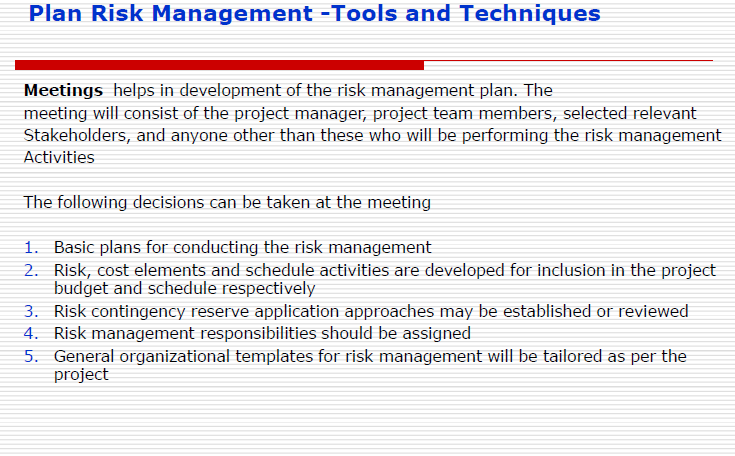 Plan Risk Management -Tools and Techniques
Meetings helps in development of the risk management plan. The
meeting will consist of the project manager, project team members, selected relevant
Stakeholders, and anyone other than these who will be performing the risk management
Activities
The following decisions can be taken at the meeting
1. Basic plans for conducting the risk management
2. Risk, cost elements and schedule activities are developed for inclusion in the project
budget and schedule respectively
3. Risk contingency reserve application approaches may be established or reviewed
4. Risk management responsibilities should be assigned
5. General organizational templates for risk management will be tailored as per the
project